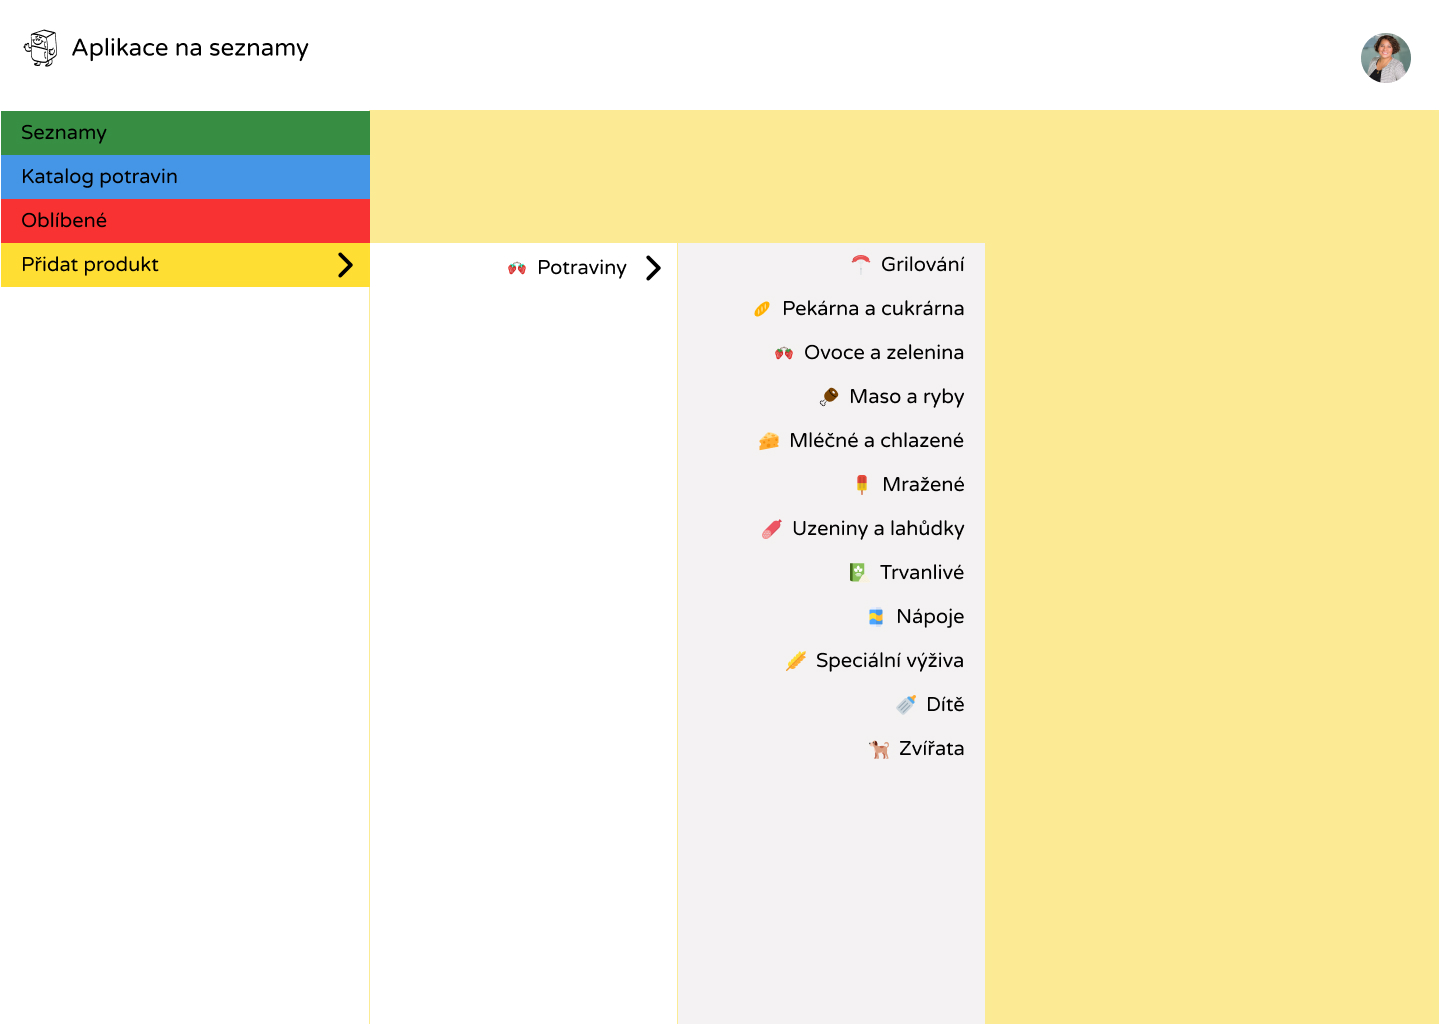 Aplikace na seznamy
Seznamy
Katalog potravin
Oblíbené
Přidat produkt
Potraviny
Grilování
Pekárna a cukrárna
Ovoce a zelenina
Maso a ryby
Mléčné a chlazené
Mražené
Uzeniny a lahůdky
Trvanlivé
Nápoje
Speciální výživa
Dítě
Zvířata